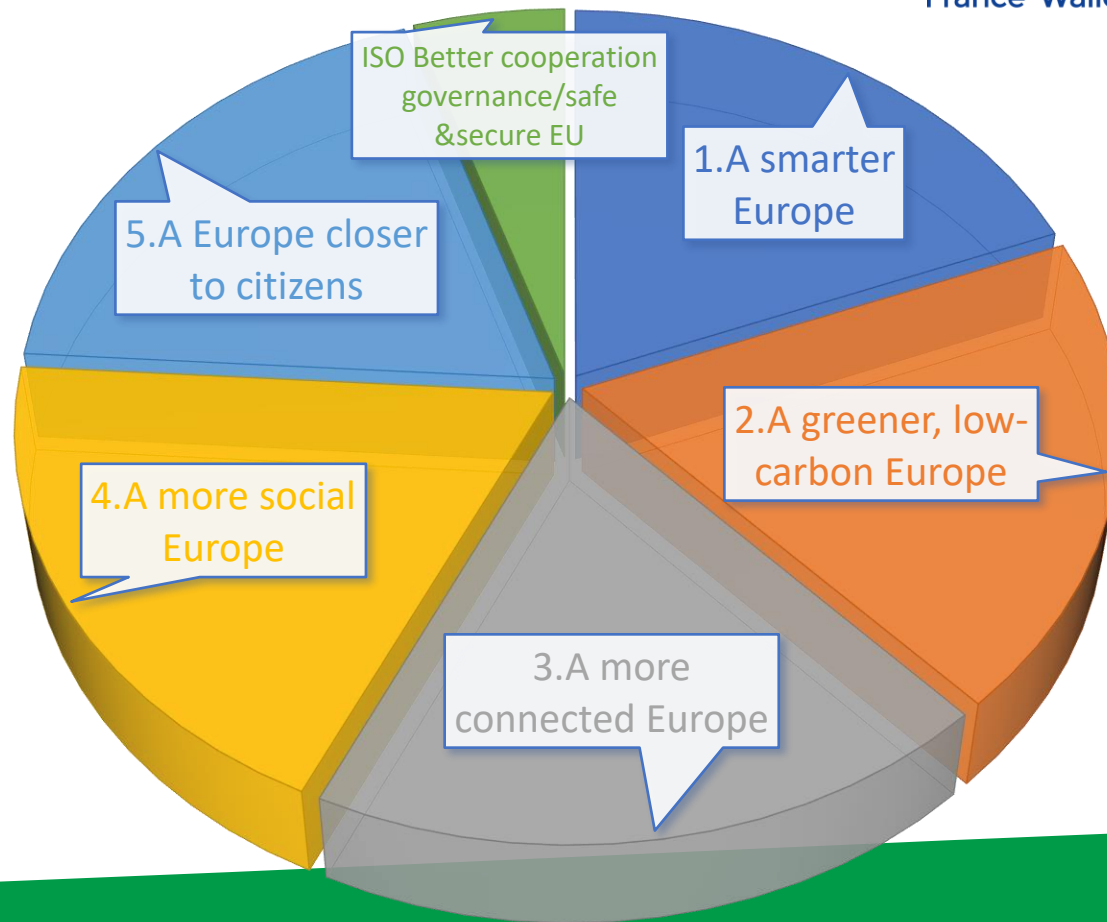 ISO Better cooperation
governance/safe
&secure EU
1.A smarter
Europe
5.A Europe closer
to citizens
2.A greener, low-
carbon Europe
4.A more social
Europe
3.A more
connected Europe